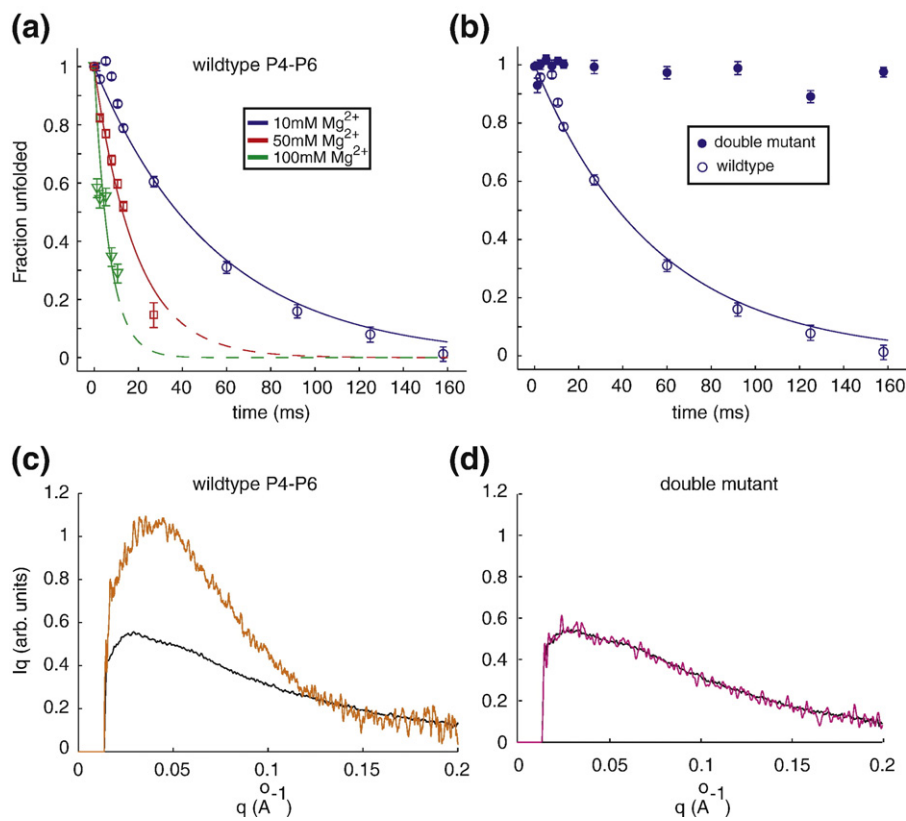 (a)
wildtype P4-P6
Fraction unfolded
1
0.8
0.6
0.4
0.2
0
10mM Mg2+
50mM Mg2+
100mM Mg2+
0 20 40 60 80 100 120 140 160
time (ms)
(b)
1
0.8
0.6
0.4
0.2
0
double mutant
wildtype
0 20 40 60 80 100 120 140 160
time (ms)
(c)
wildtype P4-P6
Iq (arb. units)
1.2
1
0.8
0.6
0.4
0.2
0
0 0.05 0.1 0.15 0.2
q (Å-1)
(d)
double mutant
1.2
1
0.8
0.6
0.4
0.2
0
0 0.05 0.1 0.15 0.2
q (Å-1)